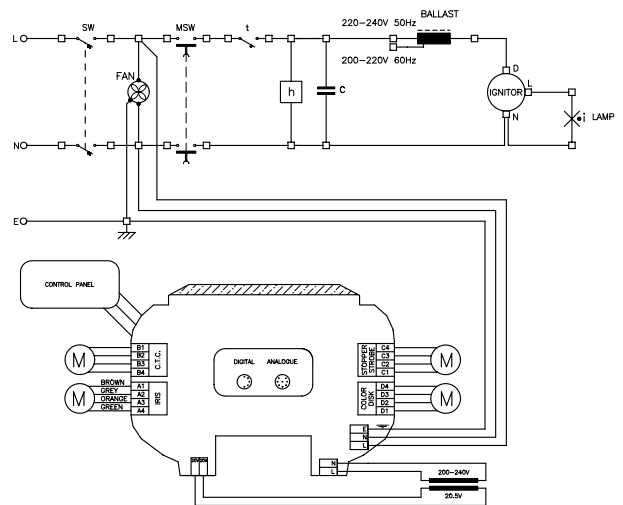 BALLAST
SW
MSW
t
220-240V 50Hz
200-220V 60Hz
L
D
FAN
IGNITOR
L
h
C
N
i LAMP
N
E
CONTROL PANEL
B1
B2
B3
B4
C.T.C.
M
DIGITAL
ANALOGUE
STOPPER
STROBE
C4
C3
C2
C1
M
BROWN
GREY
ORANGE
GREEN
A1
A2
A3
A4
IRIS
M
COLOR
DISK
D4
D3
D2
D1
M
E
N
L
N
L
200-240V
20.5V